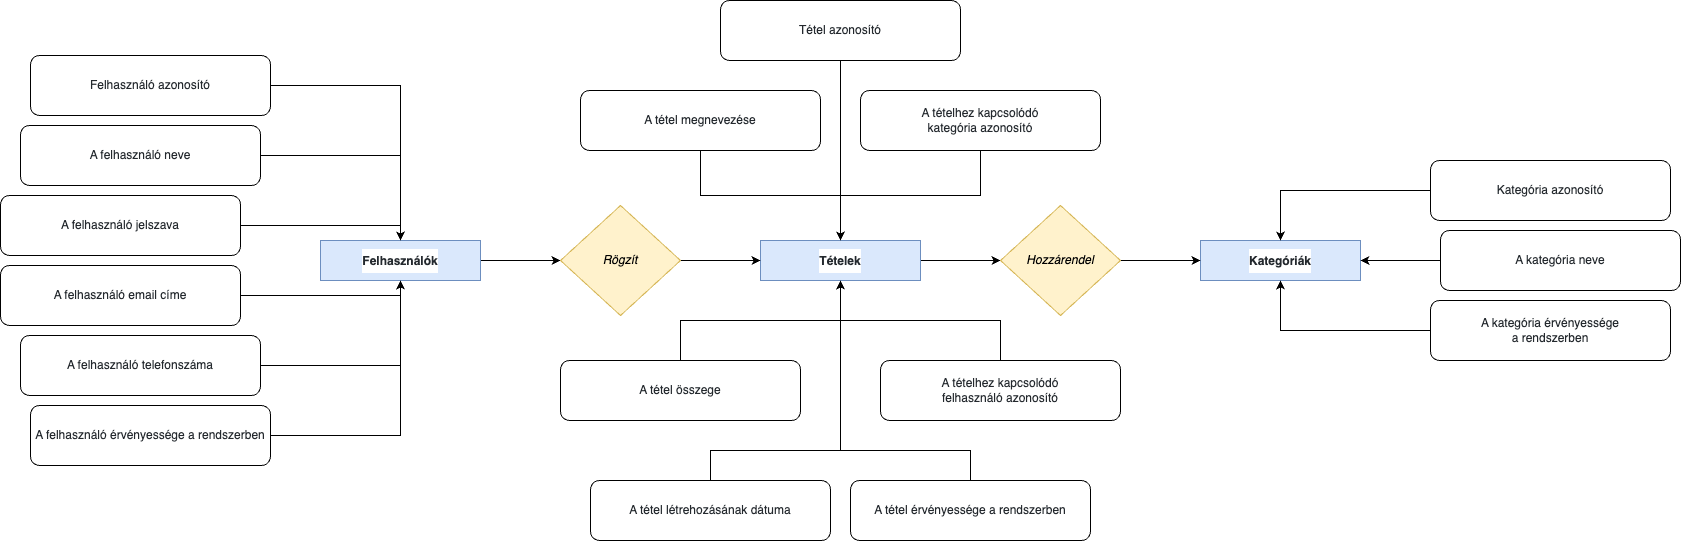 Tétel azonosító
Felhasználó azonosító
A tétel megnevezése
A tételhez kapcsolódó
kategória azonosító
A felhasználó neve
Kategória azonosító
A felhasználó jelszava
Felhasználók
Rögzít
Tételek
Hozzárendel
Kategóriák
A kategória neve
A felhasználó email címe
A kategória érvényessége
a rendszerben
A felhasználó telefonszáma
A tétel összege
A tételhez kapcsolódó
felhasználó azonosító
A felhasználó érvényessége a rendszerben
A tétel létrehozásának dátuma
A tétel érvényessége a rendszerben